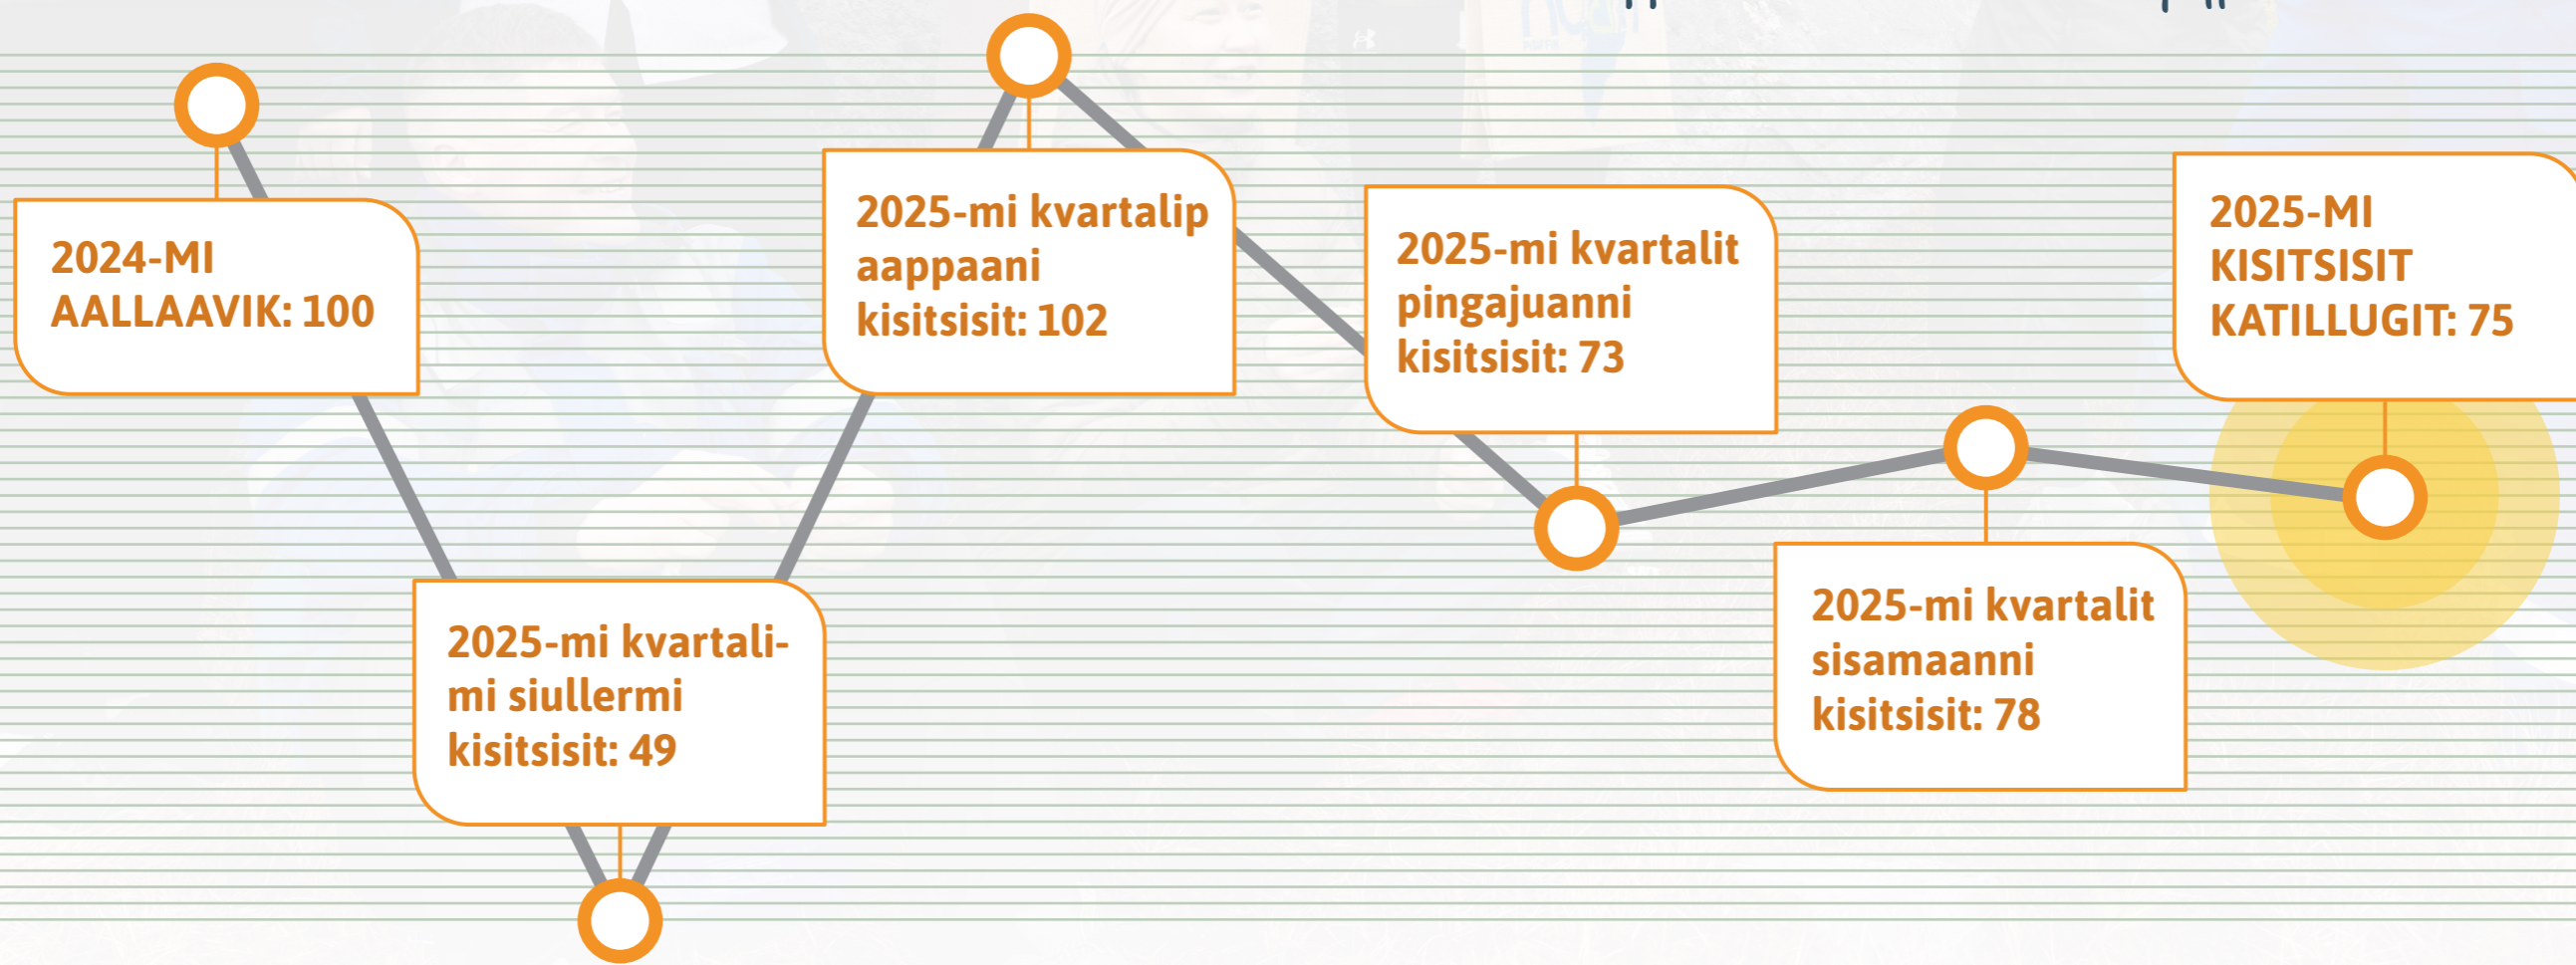 2024-MI
AALLAAVIK: 100
2025-mi kvartali-
mi siullermi
kisitsisit: 49
2025-mi kvartalip
aappaani
kisitsisit: 102
2025-mi kvartalit
pingajuanni
kisitsisit: 73
2025-mi kvartalit
sisamaanni
kisitsisit: 78
2025-MI
KISITSISIT
KATILLUGIT: 75